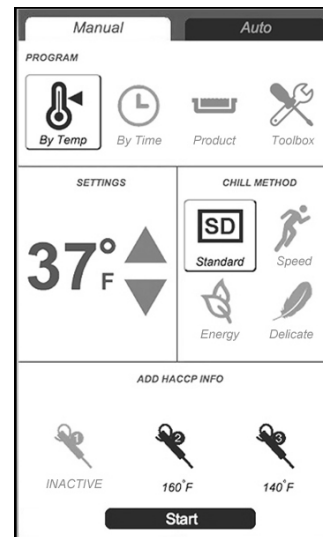 Manual Auto
PROGRAM
By Temp By Time Product Toolbox
SETTINGS
37°F
CHILL METHOD
SD
Standard Speed
Energy Delicate
ADD HACCP INFO
1 2 3
INACTIVE 160°F 140°F
Start